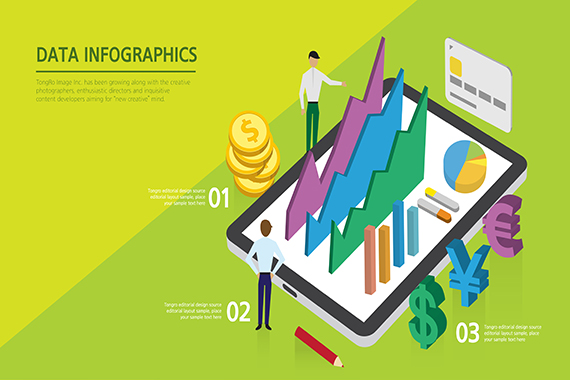 DATA INFOGRAPHICS
Tongro Image Inc. has been growing along with the creative
photographers, enthusiastic directors and inquisitive
content developers aiming for "new creative" mind.
Tongro editorial design source
editorial layout sample, place
your sample text here
01
Tongro editorial design source
editorial layout sample, place
your sample text here
02
03
Tongro editorial design source
editorial layout sample, place
your sample text here
$
¥
€
$